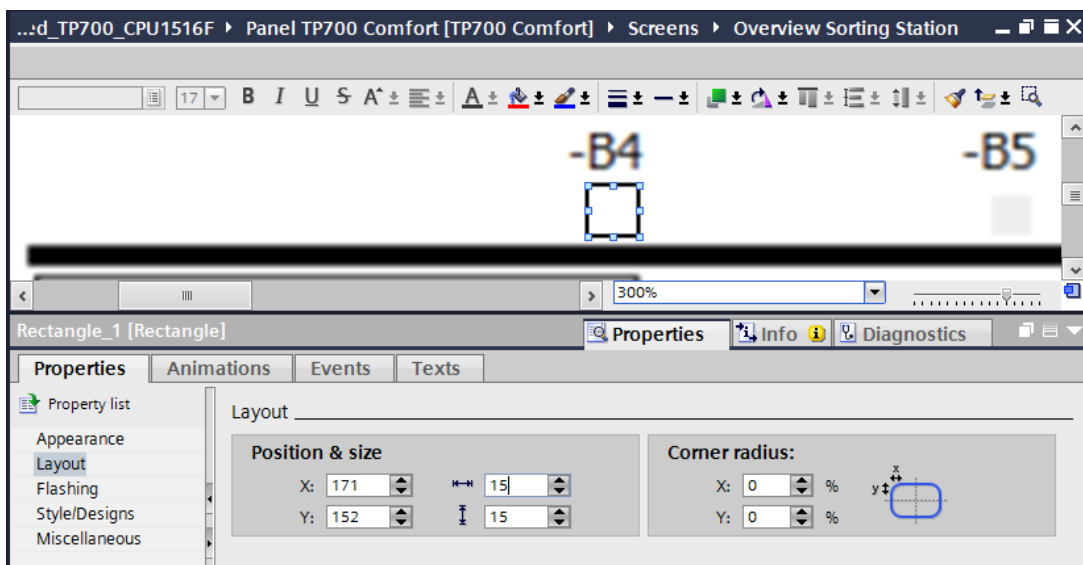 ...ed_TP700_CPU1516F ▸ Panel TP700 Comfort [TP700 Comfort] ▸ Screens ▸ Overview Sorting Station
17 B I U S A A
-B4 -B5
300%
Rectangle_1 [Rectangle] Properties Info Diagnostics
Properties Animations Events Texts
Property list
Layout
Appearance
Layout
Flashing
Style/Designs
Miscellaneous
Position & size
X: 171 15
Y: 152 15
Corner radius:
X: 0 %
Y: 0 %
x
y